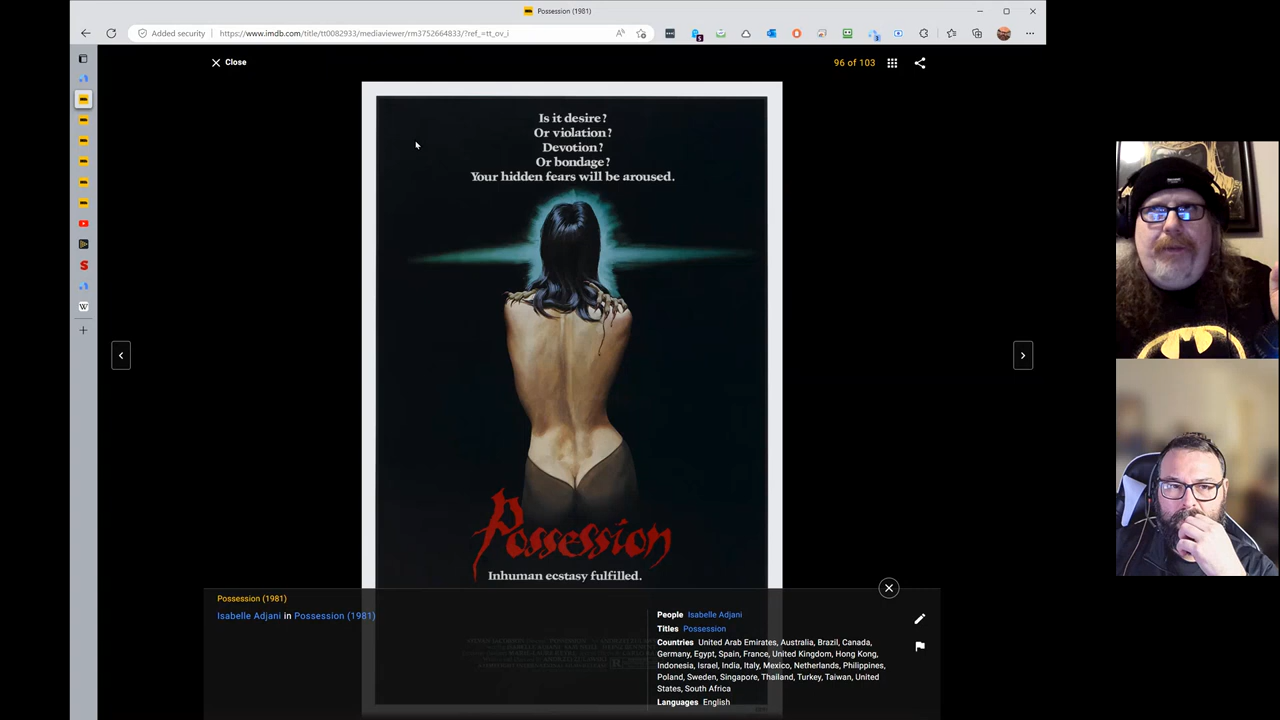 Possession (1981)
Added security
https://www.imdb.com/title/tt0082933/mediaviewer/rm3752664833/?ref_=tt_ov_i
Close
96 of 103
Is it desire?
Or violation?
Devotion?
Or bondage?
Your hidden fears will be aroused.
Possession
Inhuman ecstasy fulfilled.
Possession (1981)
Isabelle Adjani in Possession (1981)
People Isabelle Adjani
Titles Possession
Countries United Arab Emirates, Australia, Brazil, Canada,
Germany, Egypt, Spain, France, United Kingdom, Hong Kong,
Indonesia, Israel, India, Italy, Mexico, Netherlands, Philippines,
Poland, Sweden, Singapore, Thailand, Turkey, Taiwan, United
States, South Africa
Languages English